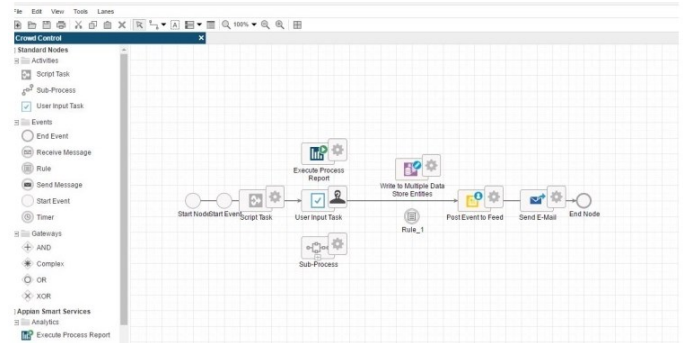 File Edit View Tools Lanes
100%
Crowd Control
Standard Nodes
Activities
Script Task
Sub-Process
User Input Task
Events
End Event
Receive Message
Rule
Send Message
Start Event
Timer
Gateways
AND
Complex
OR
XOR
Appian Smart Services
Analytics
Execute Process Report
Execute Process
Report
Write to Multiple Data
Store Entities
Start Node
Start Event
Script Task
User Input Task
Rule_1
Post Event to Feed
Send E-Mail
End Node
Sub-Process